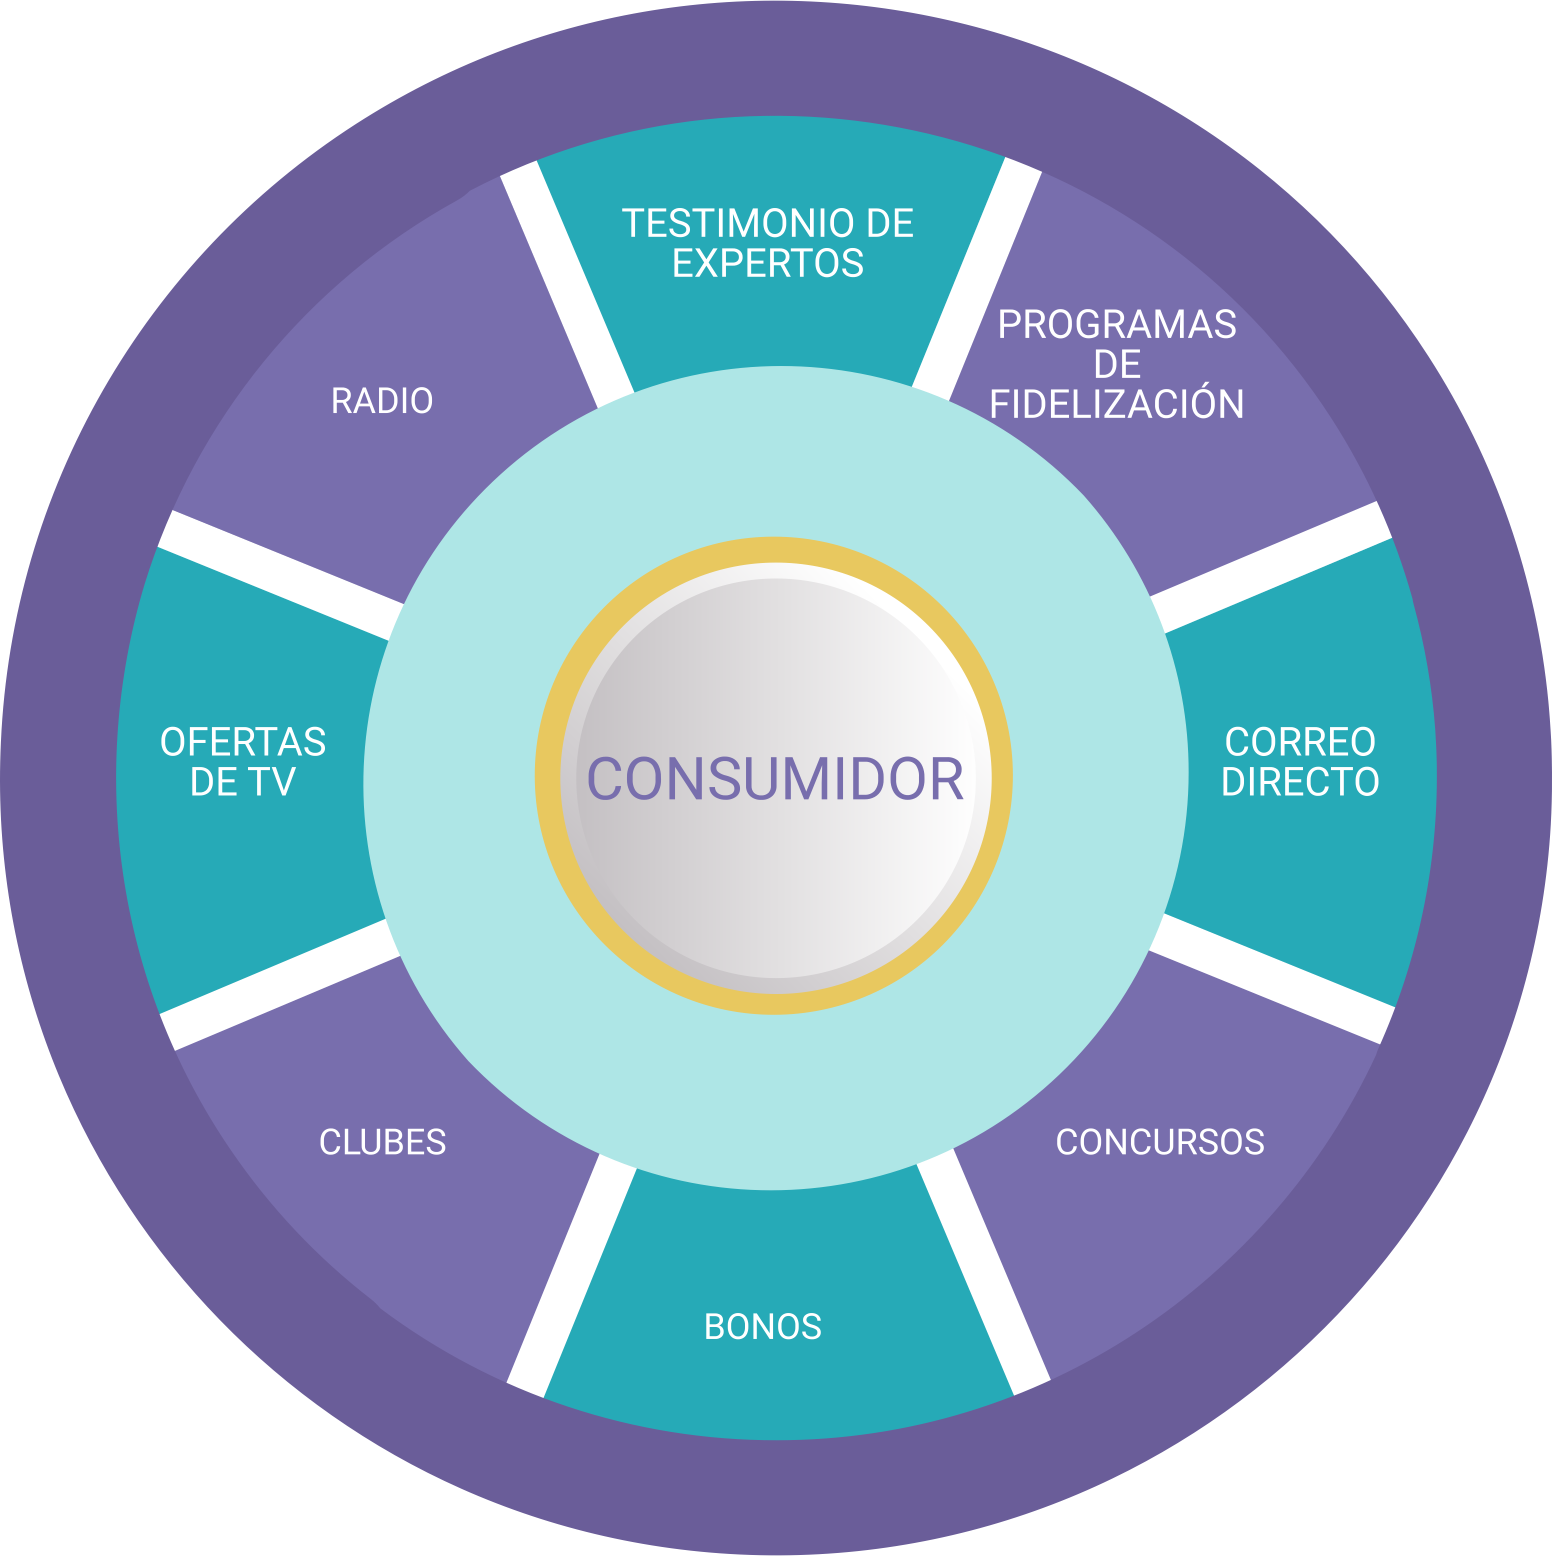 TESTIMONIO DE
EXPERTOS
PROGRAMAS
DE
FIDELIZACIÓN
RADIO
OFERTAS
DE TV
CONSUMIDOR
CORREO
DIRECTO
CLUBES
CONCURSOS
BONOS